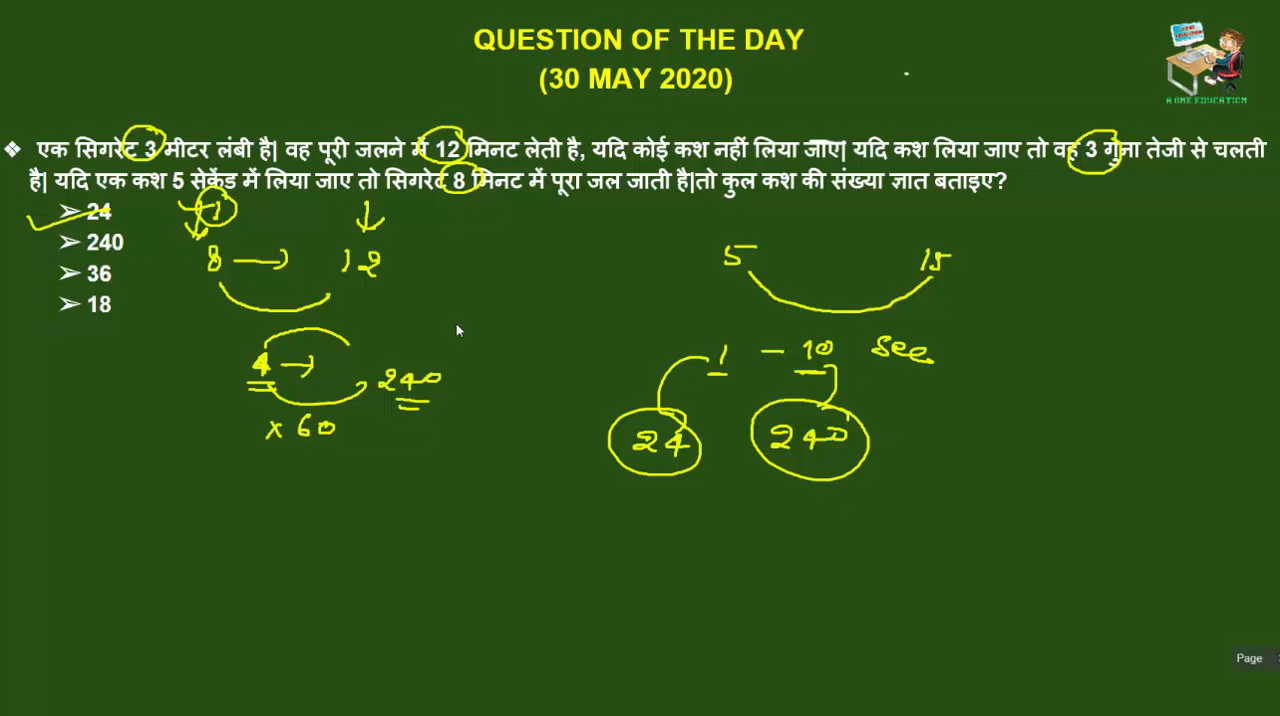 QUESTION OF THE DAY
(30 MAY 2020)
A ONE EDUCATION
❖ एक सिगरेट 3 मीटर लंबी है| वह पूरी जलने में 12 मिनट लेती है, यदि कोई कश नहीं लिया जाए| यदि कश लिया जाए तो वह 3 गुना तेजी से चलती
है| यदि एक कश 5 सेकेंड में लिया जाए तो सिगरेट 8 मिनट में पूरा जल जाती है|तो कुल कश की संख्या ज्ञात बताइए?
➢ 24
➢ 240
➢ 36
➢ 18
8 → 12
5 15
4 → 240
x 60
1 - 10 Sec
24 240
Page